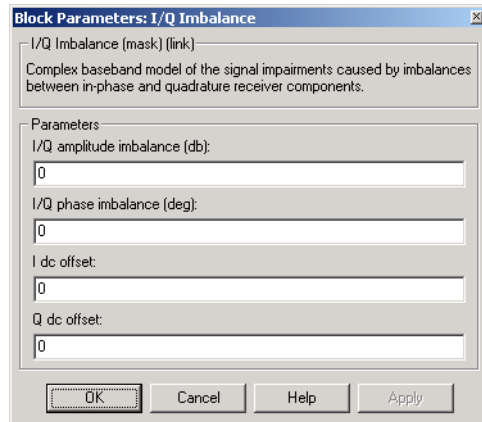 Block Parameters: I/Q Imbalance
I/Q Imbalance (mask) (link)
Complex baseband model of the signal impairments caused by imbalances
between in-phase and quadrature receiver components.
Parameters
I/Q amplitude imbalance (db):
0
I/Q phase imbalance (deg):
0
I dc offset:
0
Q dc offset:
0
OK Cancel Help Apply